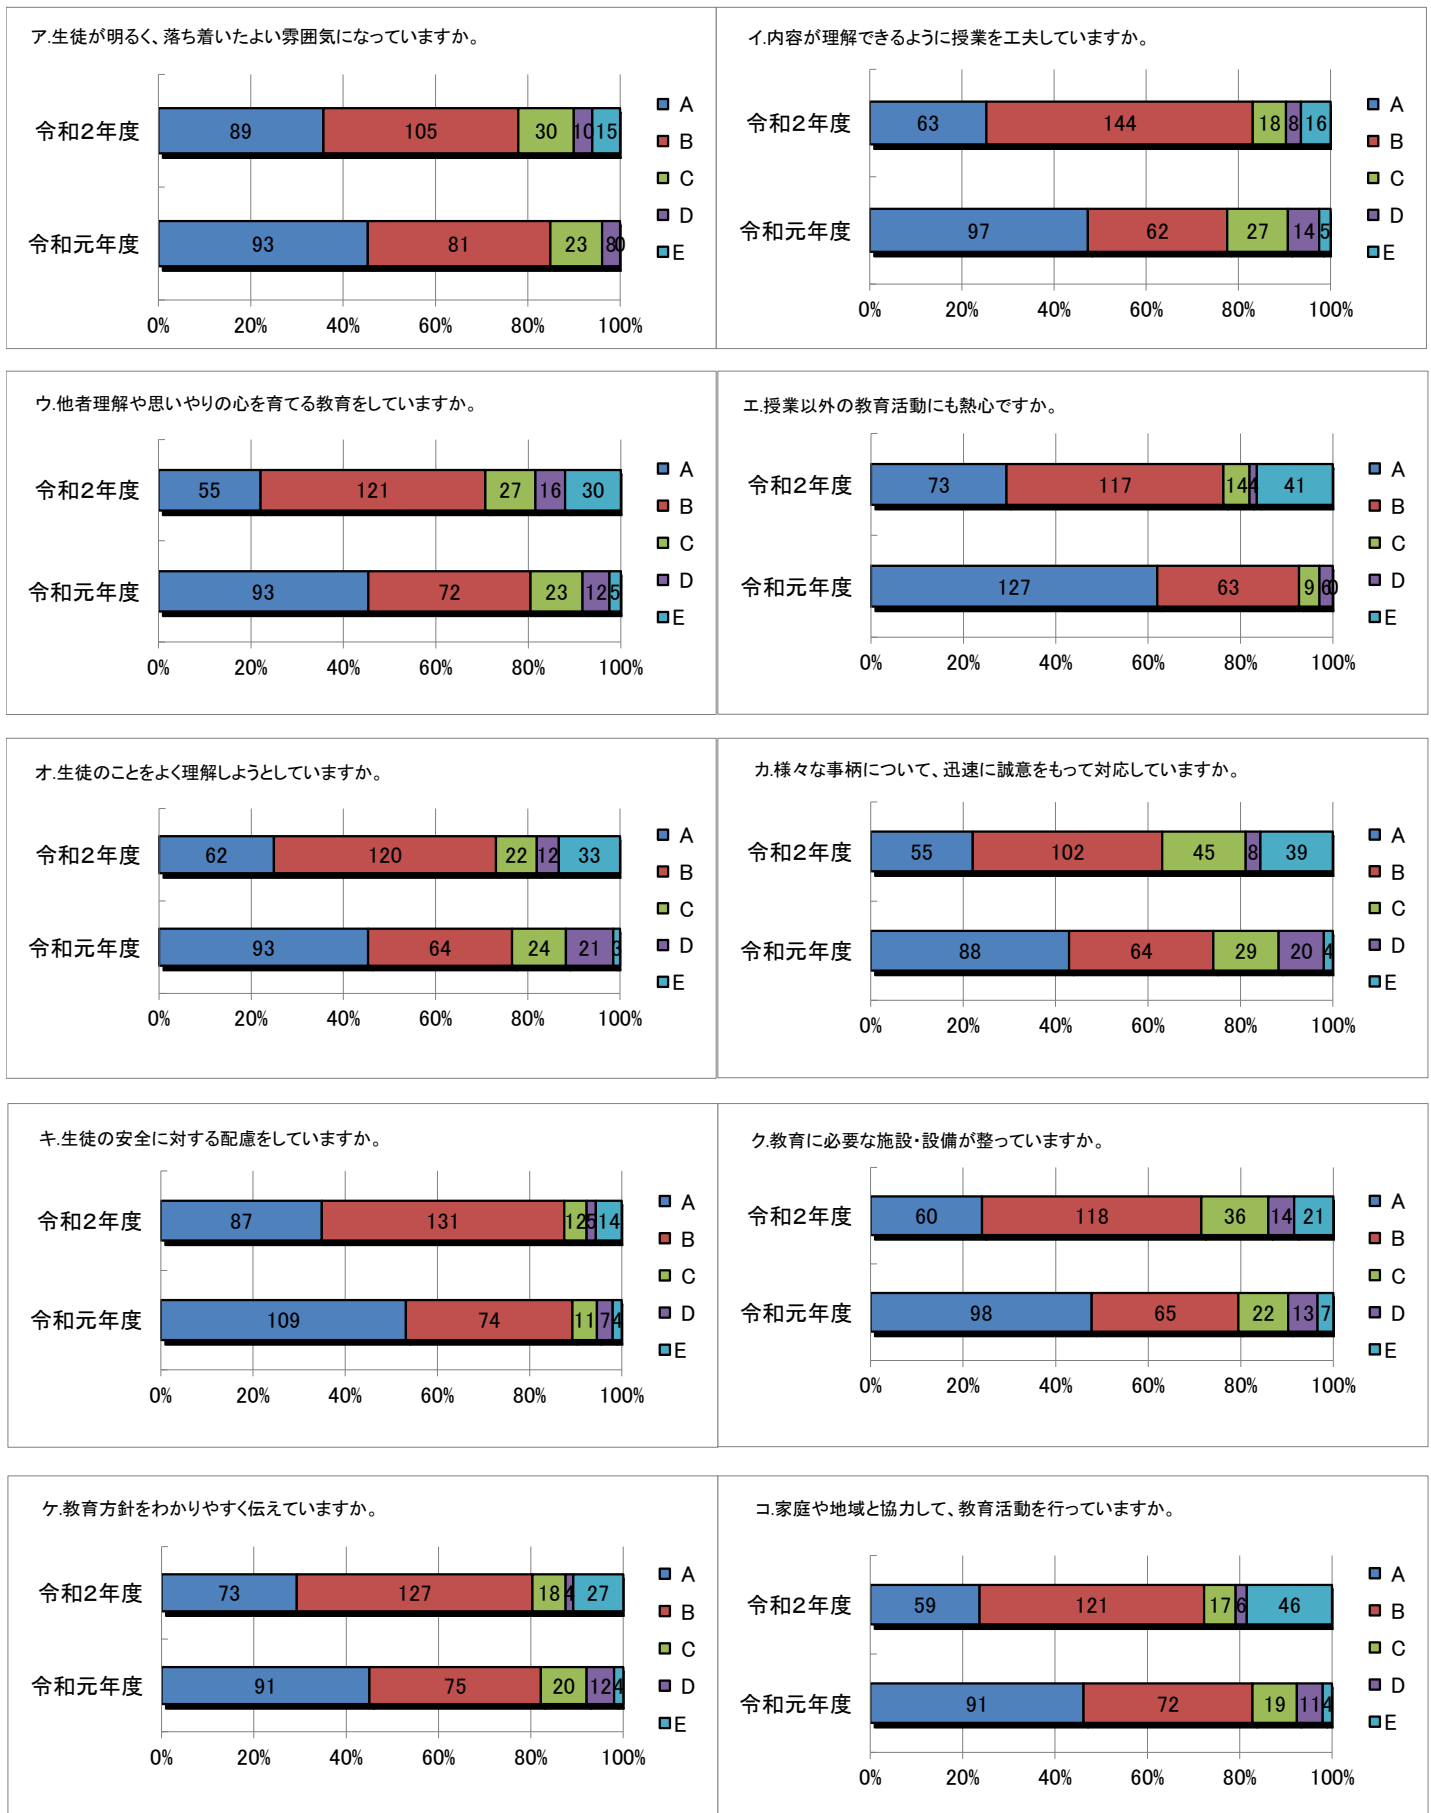 ア.生徒が明るく、落ち着いたよい雰囲気になっていますか。
令和2年度
89 105 30 10 15
令和元年度
93 81 23 8 0
0% 20% 40% 60% 80% 100%
A
B
C
D
E
イ.内容が理解できるように授業を工夫していますか。
令和2年度
63 144 18 8 16
令和元年度
97 62 27 14 5
0% 20% 40% 60% 80% 100%
A
B
C
D
E
ウ.他者理解や思いやりの心を育てる教育をしていますか。
令和2年度
55 121 27 16 30
令和元年度
93 72 23 12 5
0% 20% 40% 60% 80% 100%
A
B
C
D
E
エ.授業以外の教育活動にも熱心ですか。
令和2年度
73 117 14 4 41
令和元年度
127 63 9 6 0
0% 20% 40% 60% 80% 100%
A
B
C
D
E
オ.生徒のことをよく理解しようとしていますか。
令和2年度
62 120 22 12 33
令和元年度
93 64 24 21 3
0% 20% 40% 60% 80% 100%
A
B
C
D
E
カ.様々な事柄について、迅速に誠意をもって対応していますか。
令和2年度
55 102 45 8 39
令和元年度
88 64 29 20 4
0% 20% 40% 60% 80% 100%
A
B
C
D
E
キ.生徒の安全に対する配慮をしていますか。
令和2年度
87 131 12 5 14
令和元年度
109 74 11 7 4
0% 20% 40% 60% 80% 100%
A
B
C
D
E
ク.教育に必要な施設・設備が整っていますか。
令和2年度
60 118 36 14 21
令和元年度
98 65 22 13 7
0% 20% 40% 60% 80% 100%
A
B
C
D
E
ケ.教育方針をわかりやすく伝えていますか。
令和2年度
73 127 18 4 27
令和元年度
91 75 20 12 4
0% 20% 40% 60% 80% 100%
A
B
C
D
E
コ.家庭や地域と協力して、教育活動を行っていますか。
令和2年度
59 121 17 6 46
令和元年度
91 72 19 11 4
0% 20% 40% 60% 80% 100%
A
B
C
D
E